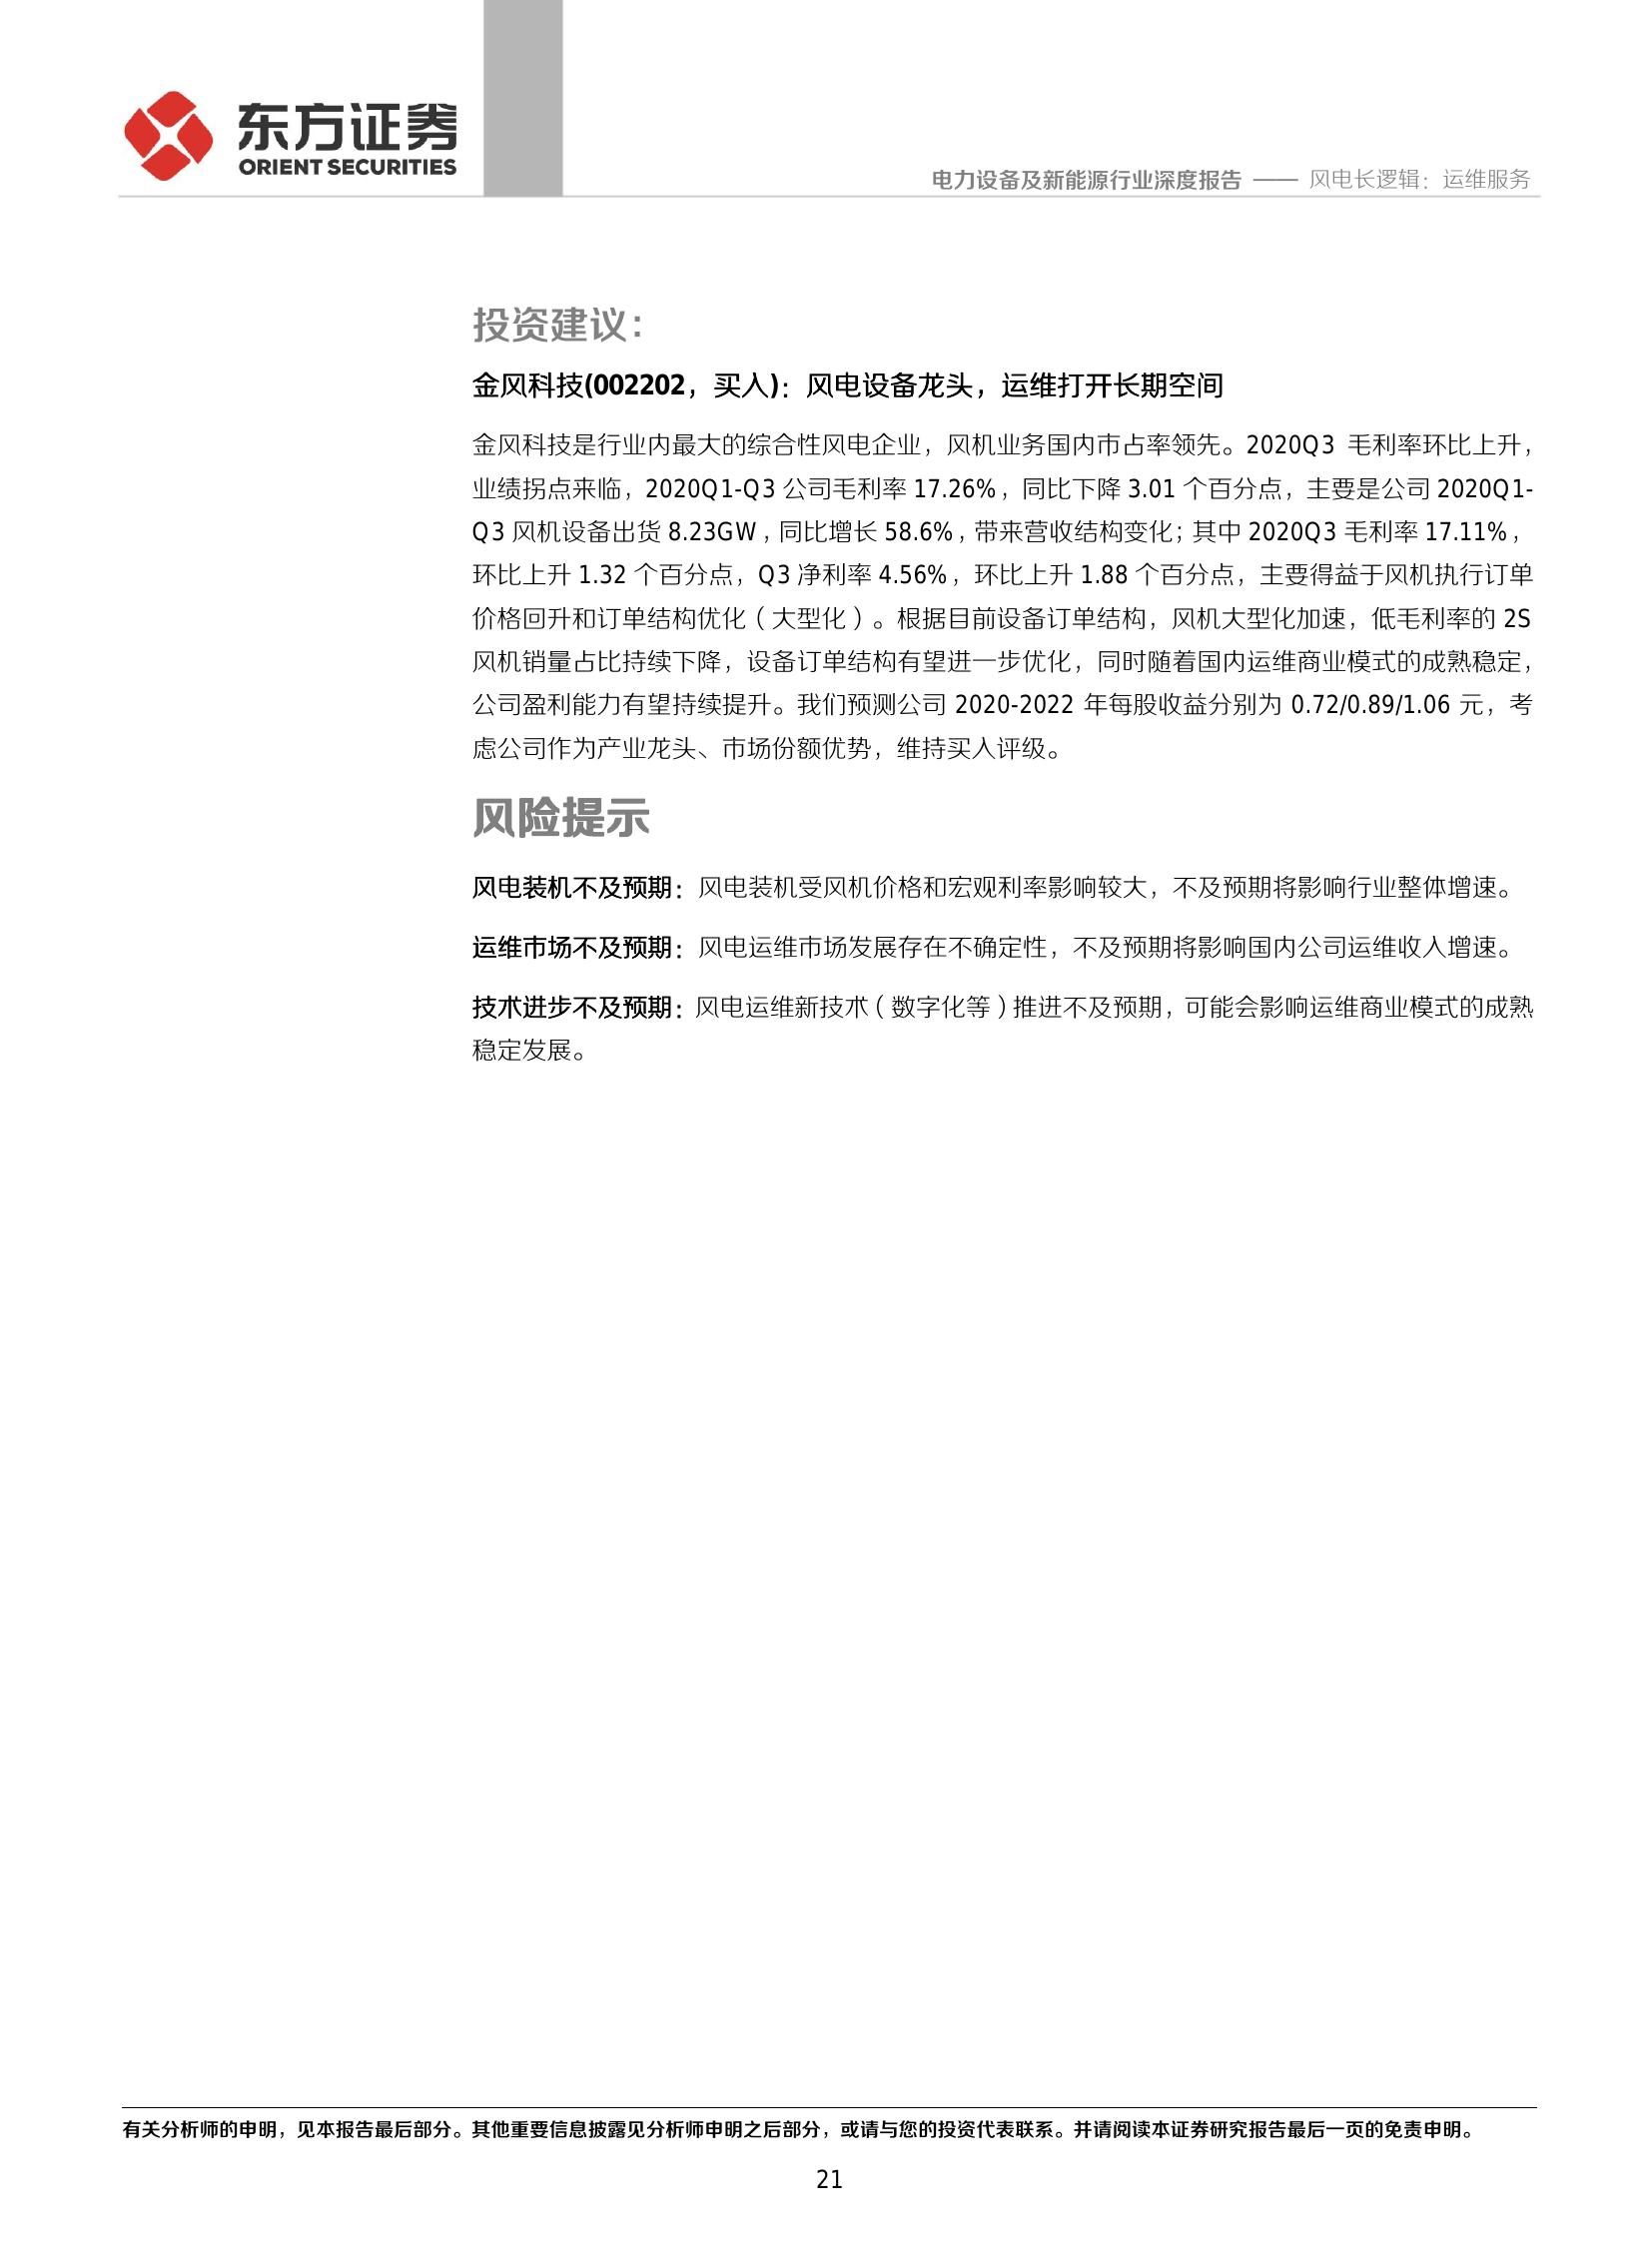 东方证券
ORIENT SECURITIES
电力设备及新能源行业深度报告 —— 风电长逻辑：运维服务
投资建议：
金风科技(002202，买入)：风电设备龙头，运维打开长期空间
金风科技是行业内最大的综合性风电企业，风机业务国内市占率领先。2020Q3 毛利率环比上升，
业绩拐点来临，2020Q1-Q3 公司毛利率 17.26%，同比下降 3.01 个百分点，主要是公司 2020Q1-
Q3 风机设备出货 8.23GW，同比增长 58.6%，带来营收结构变化；其中 2020Q3 毛利率 17.11%，
环比上升 1.32 个百分点，Q3 净利率 4.56%，环比上升 1.88 个百分点，主要得益于风机执行订单
价格回升和订单结构优化（大型化）。根据目前设备订单结构，风机大型化加速，低毛利率的 2S
风机销量占比持续下降，设备订单结构有望进一步优化，同时随着国内运维商业模式的成熟稳定，
公司盈利能力有望持续提升。我们预测公司 2020-2022 年每股收益分别为 0.72/0.89/1.06 元，考
虑公司作为产业龙头、市场份额优势，维持买入评级。
风险提示
风电装机不及预期：风电装机受风机价格和宏观利率影响较大，不及预期将影响行业整体增速。
运维市场不及预期：风电运维市场发展存在不确定性，不及预期将影响国内公司运维收入增速。
技术进步不及预期：风电运维新技术（数字化等）推进不及预期，可能会影响运维商业模式的成熟
稳定发展。
有关分析师的申明，见本报告最后部分。其他重要信息披露见分析师申明之后部分，或请与您的投资代表联系。并请阅读本证券研究报告最后一页的免责申明。
21